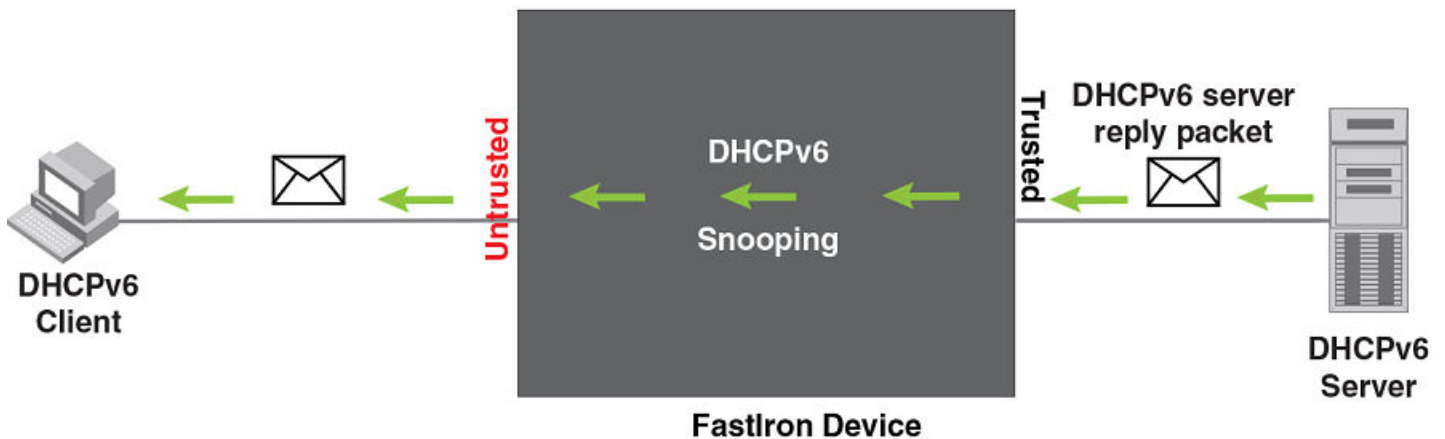 DHCPv6
Client
Untrusted
DHCPv6
Snooping
Trusted
DHCPv6 server
reply packet
DHCPv6
Server
FastIron Device